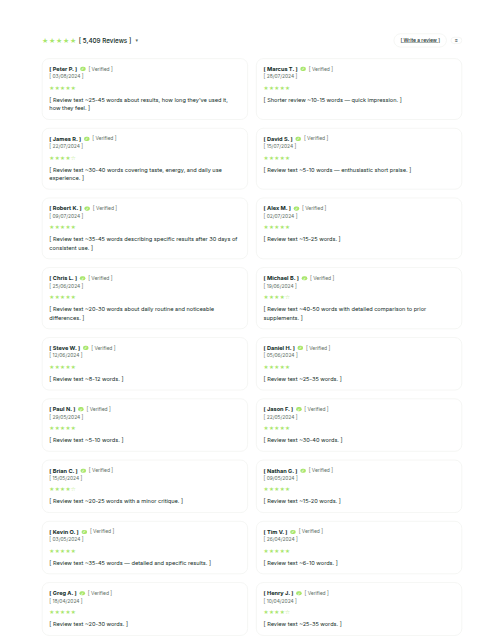 [ 5,409 Reviews ]
[ Write a review ]
[ Peter P. ] [ Verified ]
[ 03/08/2024 ]
[ Review text ~25-45 words about results, how long they've used it,
how they feel. ]
[ Marcus T. ] [ Verified ]
[ 28/07/2024 ]
[ Shorter review ~10-15 words — quick impression. ]
[ James R. ] [ Verified ]
[ 22/07/2024 ]
[ Review text ~30-40 words covering taste, energy, and daily use
experience. ]
[ David S. ] [ Verified ]
[ 15/07/2024 ]
[ Review text ~5-10 words — enthusiastic short praise. ]
[ Robert K. ] [ Verified ]
[ 09/07/2024 ]
[ Review text ~35-45 words describing specific results after 30 days of
consistent use. ]
[ Alex M. ] [ Verified ]
[ 02/07/2024 ]
[ Review text ~15-25 words. ]
[ Chris L. ] [ Verified ]
[ 25/06/2024 ]
[ Review text ~20-30 words about daily routine and noticeable
differences. ]
[ Michael B. ] [ Verified ]
[ 19/06/2024 ]
[ Review text ~40-50 words with detailed comparison to prior
supplements. ]
[ Steve W. ] [ Verified ]
[ 12/06/2024 ]
[ Review text ~8-12 words. ]
[ Daniel H. ] [ Verified ]
[ 05/06/2024 ]
[ Review text ~25-35 words. ]
[ Paul N. ] [ Verified ]
[ 29/05/2024 ]
[ Review text ~5-10 words. ]
[ Jason F. ] [ Verified ]
[ 22/05/2024 ]
[ Review text ~30-40 words. ]
[ Brian C. ] [ Verified ]
[ 15/05/2024 ]
[ Review text ~20-25 words with a minor critique. ]
[ Nathan G. ] [ Verified ]
[ 09/05/2024 ]
[ Review text ~15-20 words. ]
[ Kevin O. ] [ Verified ]
[ 03/05/2024 ]
[ Review text ~35-45 words — detailed and specific results. ]
[ Tim V. ] [ Verified ]
[ 26/04/2024 ]
[ Review text ~6-10 words. ]
[ Greg A. ] [ Verified ]
[ 18/04/2024 ]
[ Review text ~20-30 words. ]
[ Henry J. ] [ Verified ]
[ 10/04/2024 ]
[ Review text ~25-35 words. ]